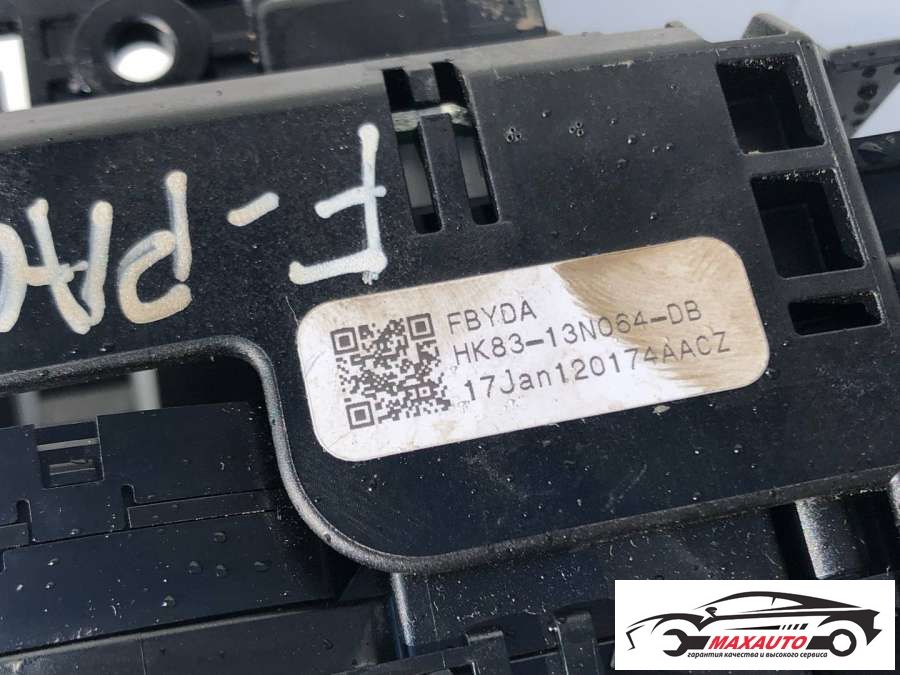 F-PAC
FBYDA
HK83-13N064-DB
17Jan120174AACZ
MAXAUTO
гарантия качества и высокого сервиса